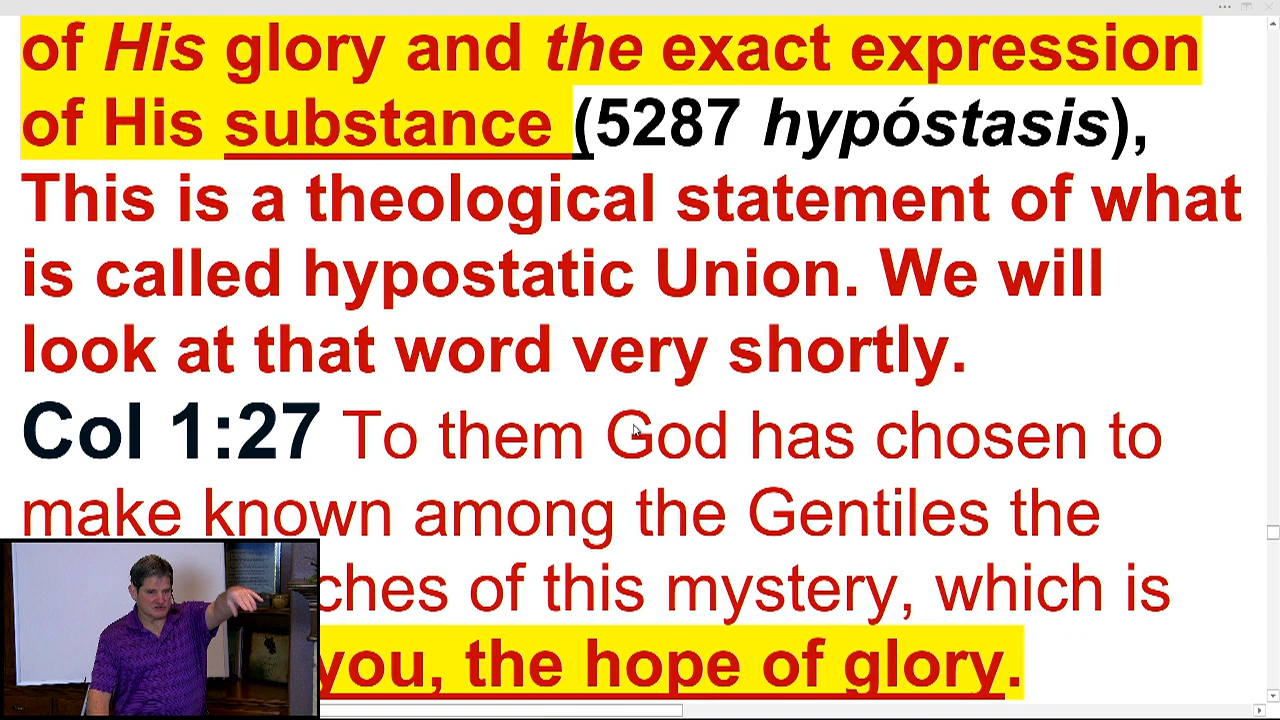 of His glory and the exact expression
of His substance (5287 hypóstasis),
This is a theological statement of what
is called hypostatic Union. We will
look at that word very shortly.
Col 1:27 To them God has chosen to
make known among the Gentiles the
ches of this mystery, which is
you, the hope of glory.